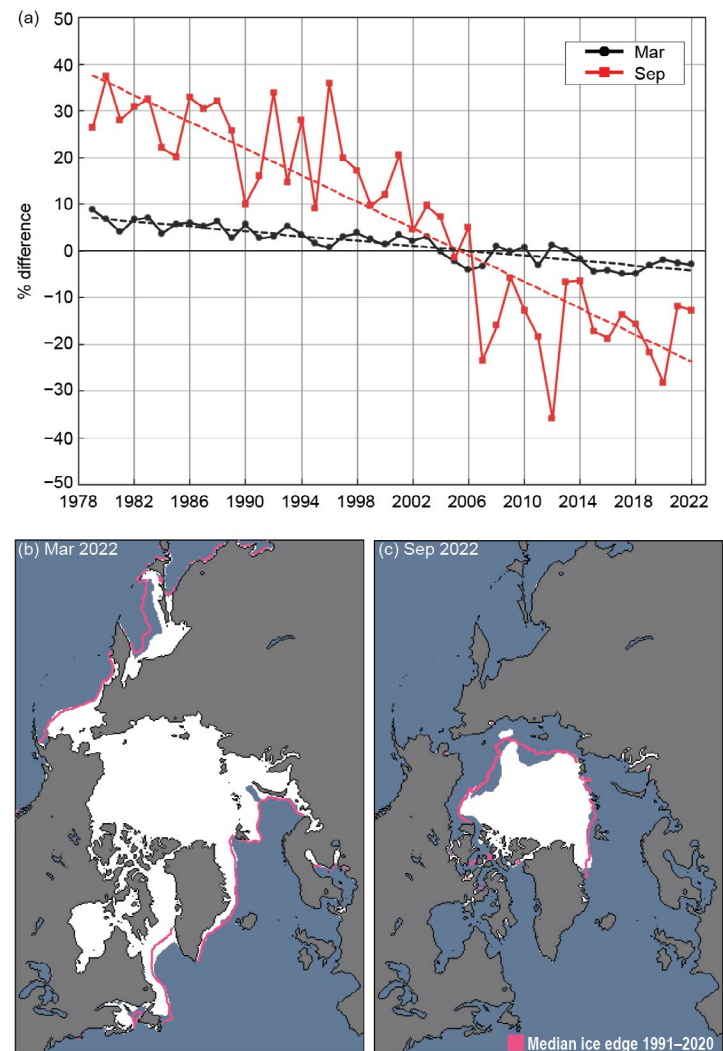 (a)
50
40
30
20
10
0
−10
−20
−30
−40
−50
% difference
Mar
Sep
1978 1982 1986 1990 1994 1998 2002 2006 2010 2014 2018 2022
(b) Mar 2022
(c) Sep 2022
Median ice edge 1991–2020